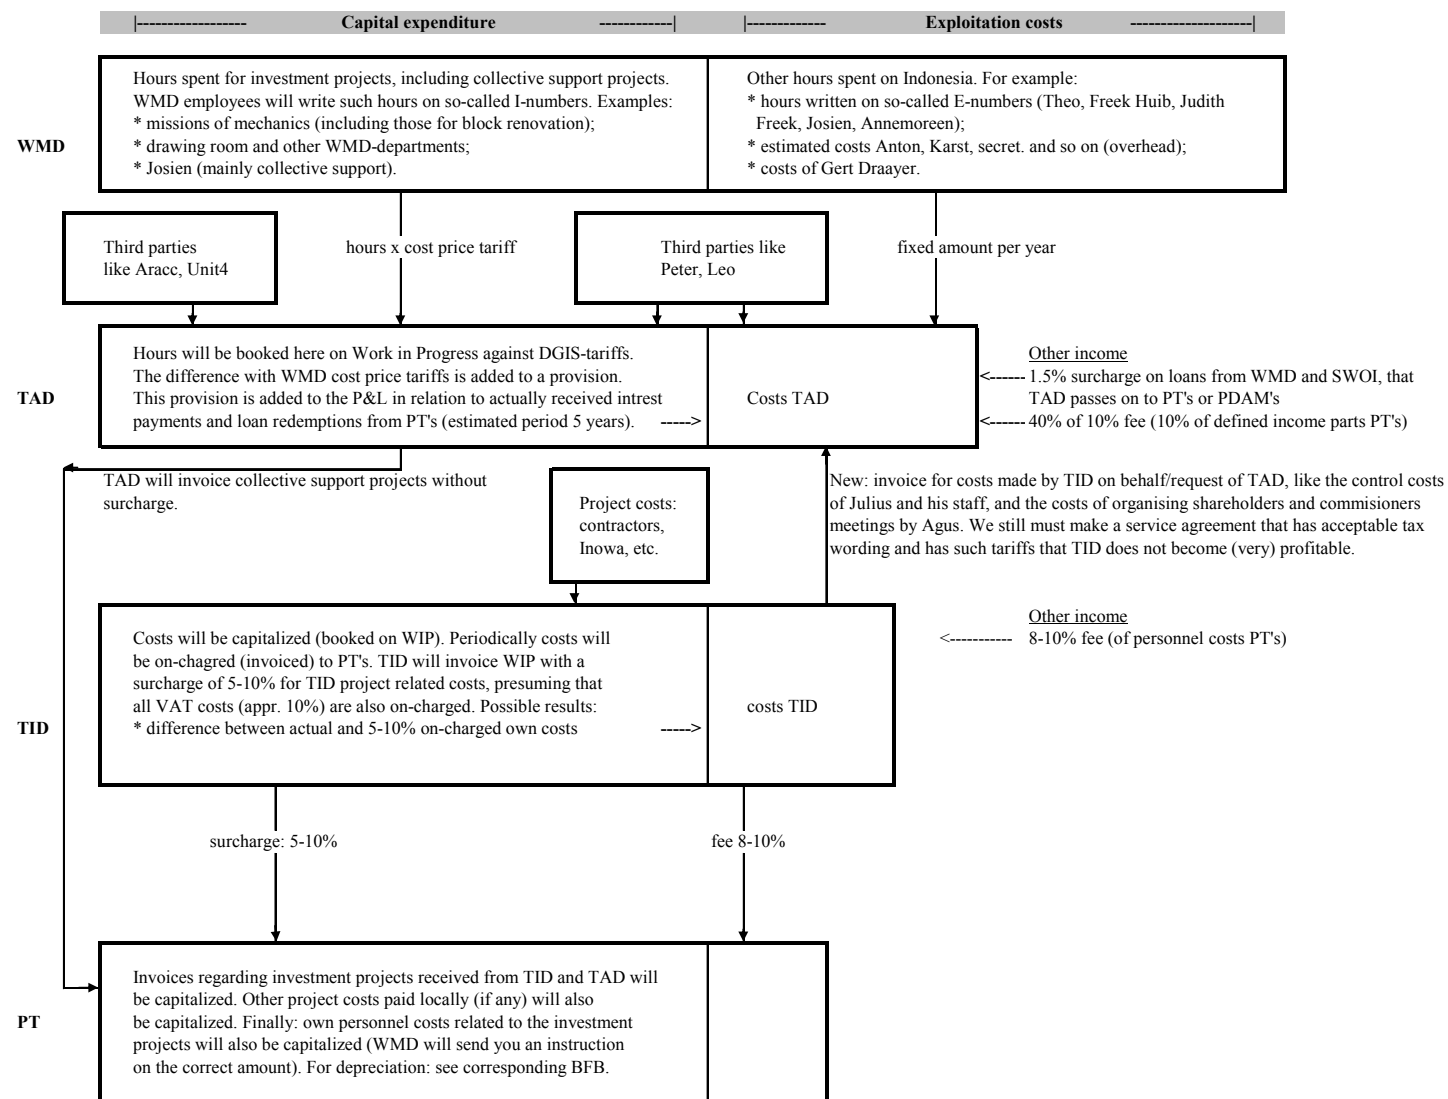 |------------------ Capital expenditure ------------| |------------- Exploitation costs --------------------|
WMD
Hours spent for investment projects, including collective support projects.
WMD employees will write such hours on so-called I-numbers. Examples:
* missions of mechanics (including those for block renovation);
* drawing room and other WMD-departments;
* Josien (mainly collective support).
Other hours spent on Indonesia. For example:
* hours written on so-called E-numbers (Theo, Freek Huib, Judith
Freek, Josien, Annemoreen);
* estimated costs Anton, Karst, secret. and so on (overhead);
* costs of Gert Draayer.
Third parties
like Aracc, Unit4
hours x cost price tariff
Third parties like
Peter, Leo
fixed amount per year
TAD
Hours will be booked here on Work in Progress against DGIS-tariffs.
The difference with WMD cost price tariffs is added to a provision.
This provision is added to the P&L in relation to actually received intrest
payments and loan redemptions from PT's (estimated period 5 years). ----->
Costs TAD
Other income
<------ 1.5% surcharge on loans from WMD and SWOI, that
TAD passes on to PT's or PDAM's
<------ 40% of 10% fee (10% of defined income parts PT's)
TAD will invoice collective support projects without
surcharge.
Project costs:
contractors,
Inowa, etc.
New: invoice for costs made by TID on behalf/request of TAD, like the control costs
of Julius and his staff, and the costs of organising shareholders and commisioners
meetings by Agus. We still must make a service agreement that has acceptable tax
wording and has such tariffs that TID does not become (very) profitable.
TID
Costs will be capitalized (booked on WIP). Periodically costs will
be on-chagred (invoiced) to PT's. TID will invoice WIP with a
surcharge of 5-10% for TID project related costs, presuming that
all VAT costs (appr. 10%) are also on-charged. Possible results:
* difference between actual and 5-10% on-charged own costs ----->
costs TID
Other income
<----------- 8-10% fee (of personnel costs PT's)
surcharge: 5-10%
fee 8-10%
PT
Invoices regarding investment projects received from TID and TAD will
be capitalized. Other project costs paid locally (if any) will also
be capitalized. Finally: own personnel costs related to the investment
projects will also be capitalized (WMD will send you an instruction
on the correct amount). For depreciation: see corresponding BFB.